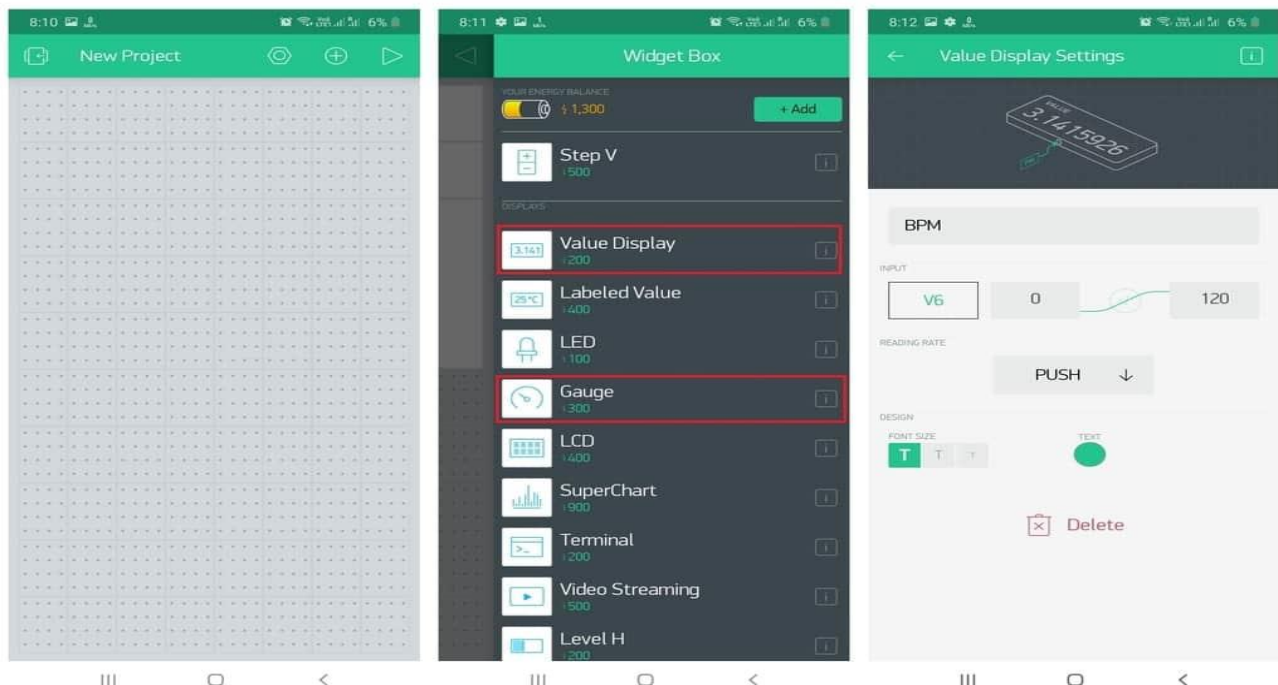 8:10
6%
New Project
8:11
6%
Widget Box
YOUR ENERGY BALANCE
1,300
+ Add
Step V
500
DISPLAYS
3.141
Value Display
200
25°C
Labeled Value
400
LED
100
Gauge
300
LCD
400
SuperChart
900
Terminal
200
Video Streaming
500
Level H
200
8:12
6%
Value Display Settings
VALUE
3.1415926
BPM
INPUT
V6
0
120
READING RATE
PUSH
DESIGN
FONT SIZE
TEXT
T T T
Delete